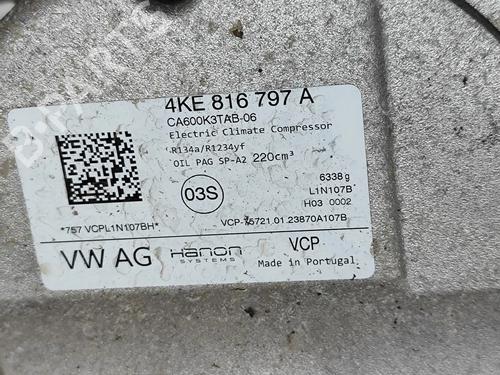 4KE 816 797 A
CA600K3TAB-06
Electric Climate Compressor
R134a/R1234yf
OIL PAG SP-A2 220cm³
6338g
03S
L1N107B
H03 0002
*757 VCPL1N107BH*
VCP-75721.01.23870A107B
VW AG
Hanon
SYSTEMS
VCP
Made in Portugal